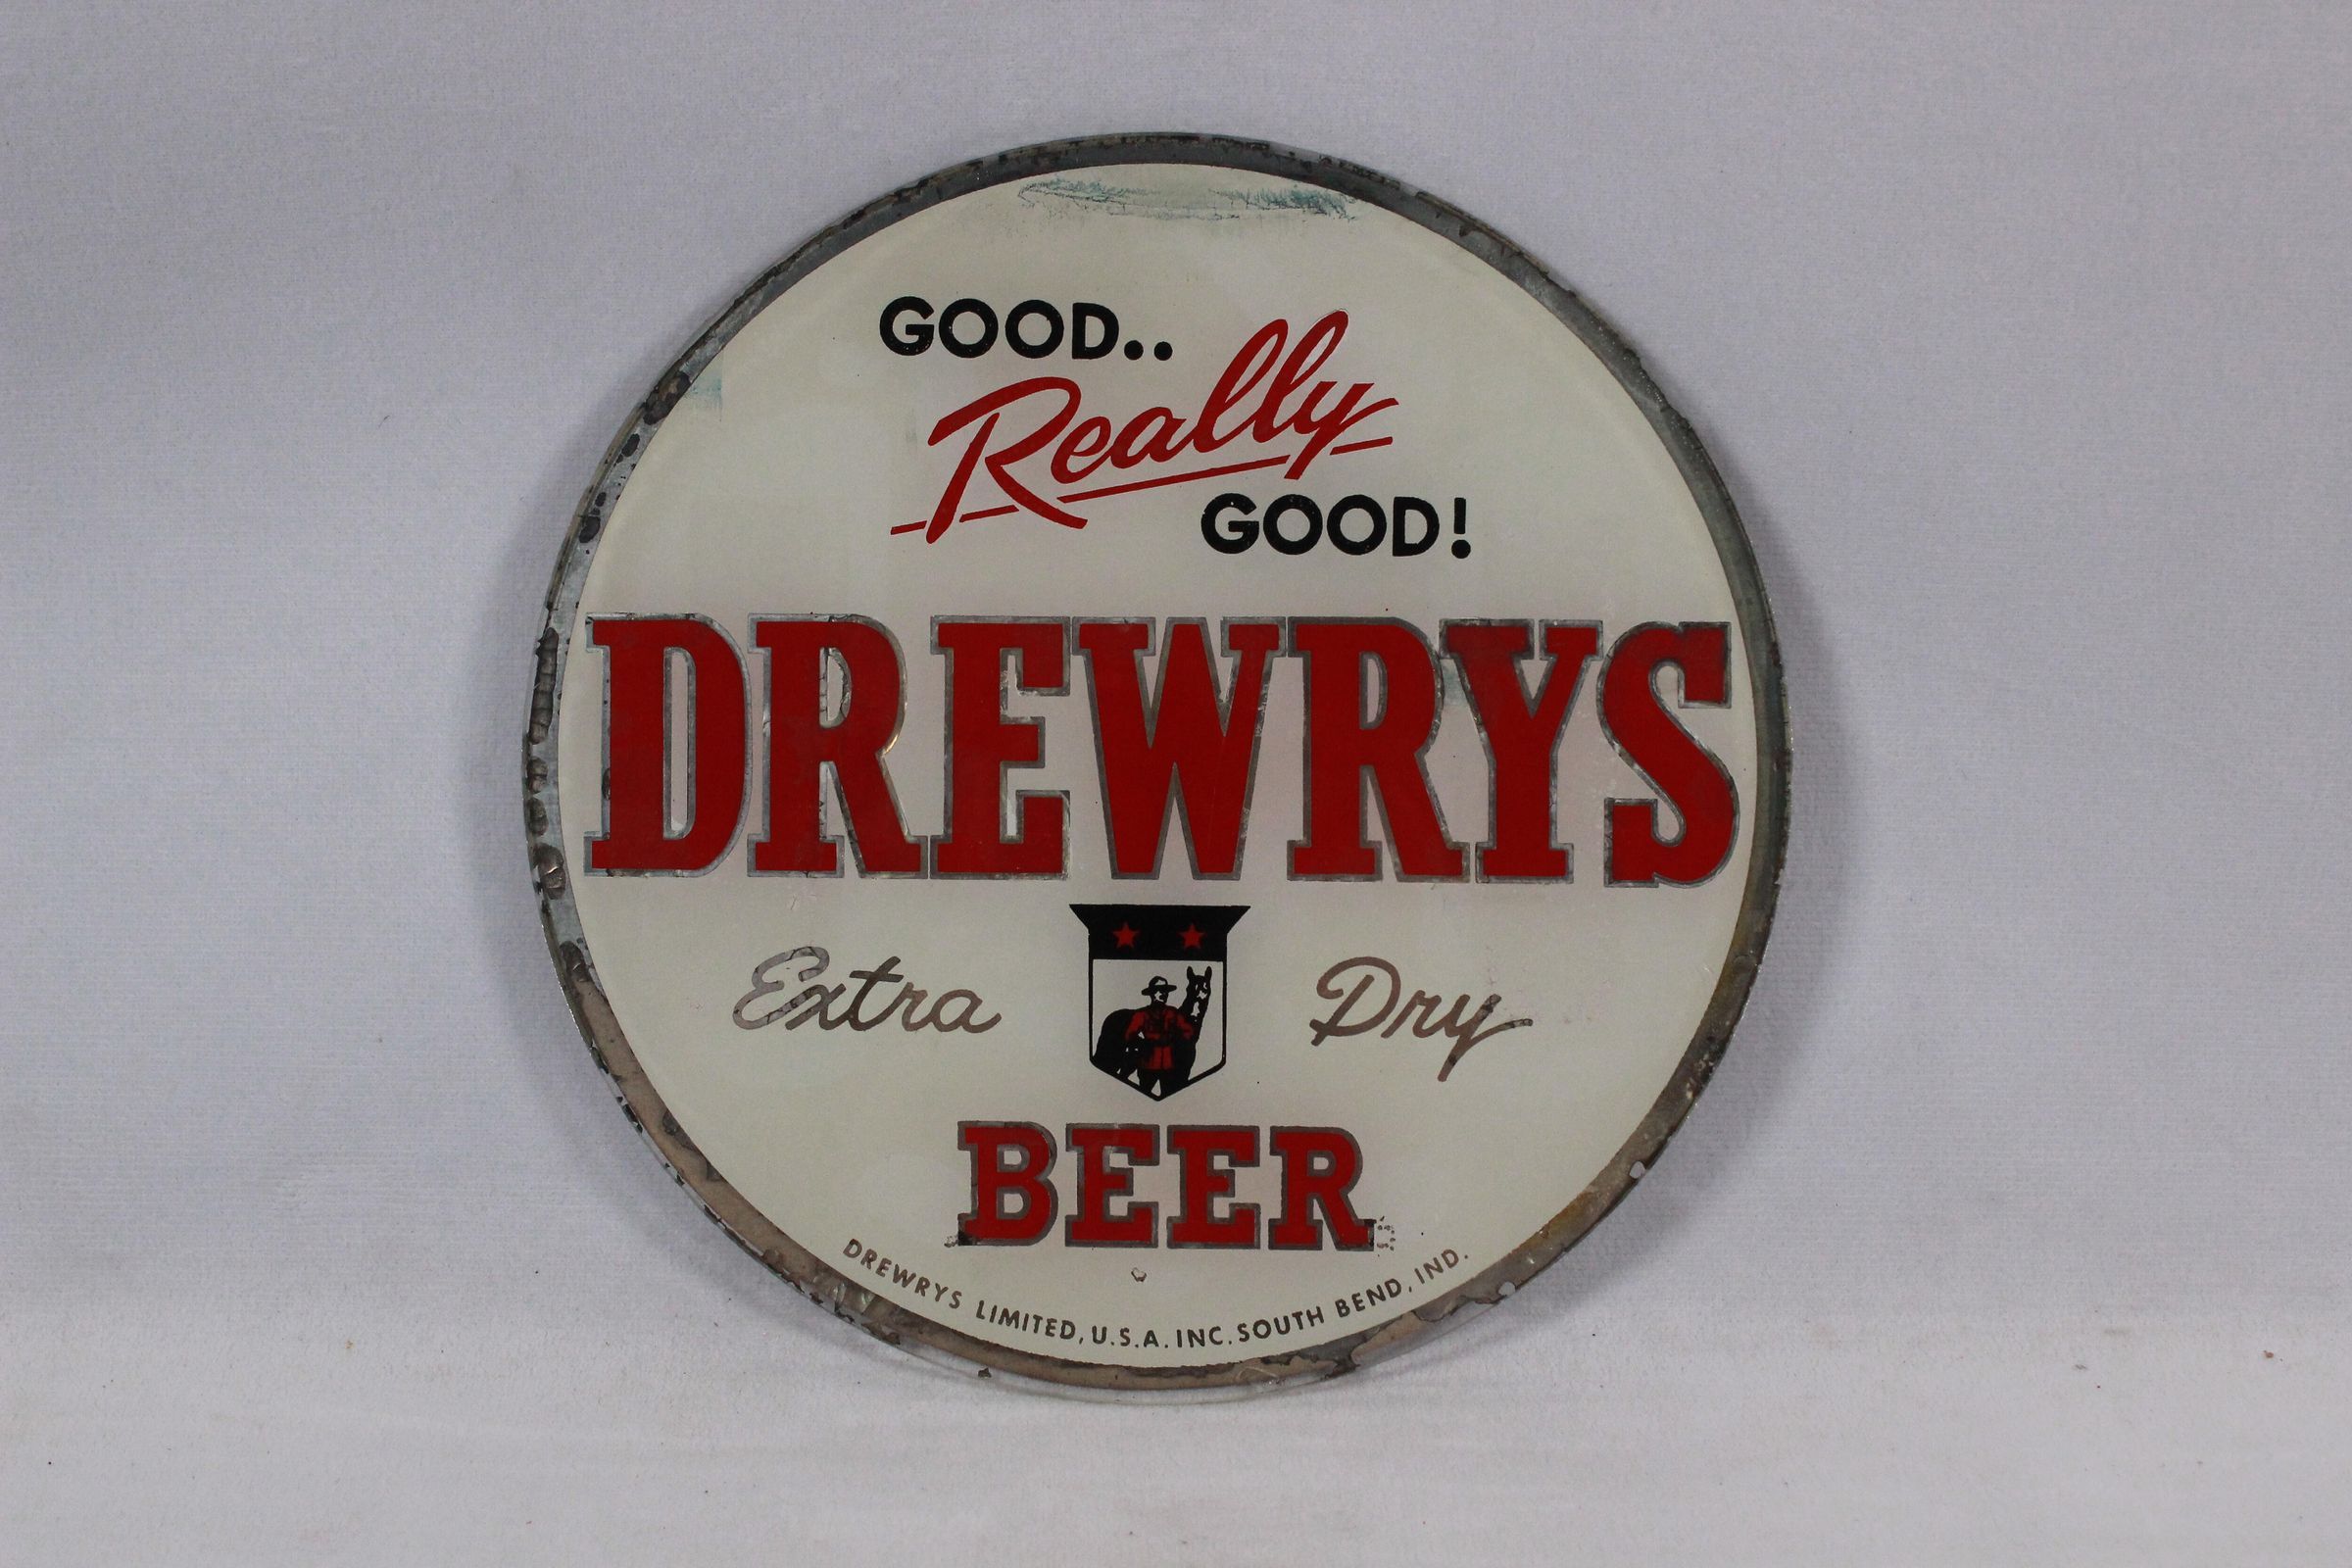 GOOD..
Really
GOOD!
DREWRYS
Extra Dry
BEER
DREWRYS LIMITED, U.S.A. INC. SOUTH BEND, IND.